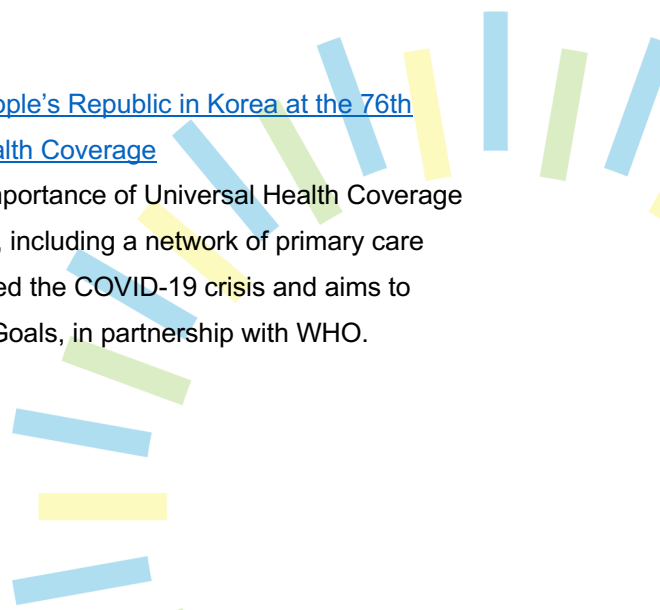 ople’s Republic in Korea at the 76th
alth Coverage
portance of Universal Health Coverage
, including a network of primary care
ed the COVID-19 crisis and aims to
Goals, in partnership with WHO.